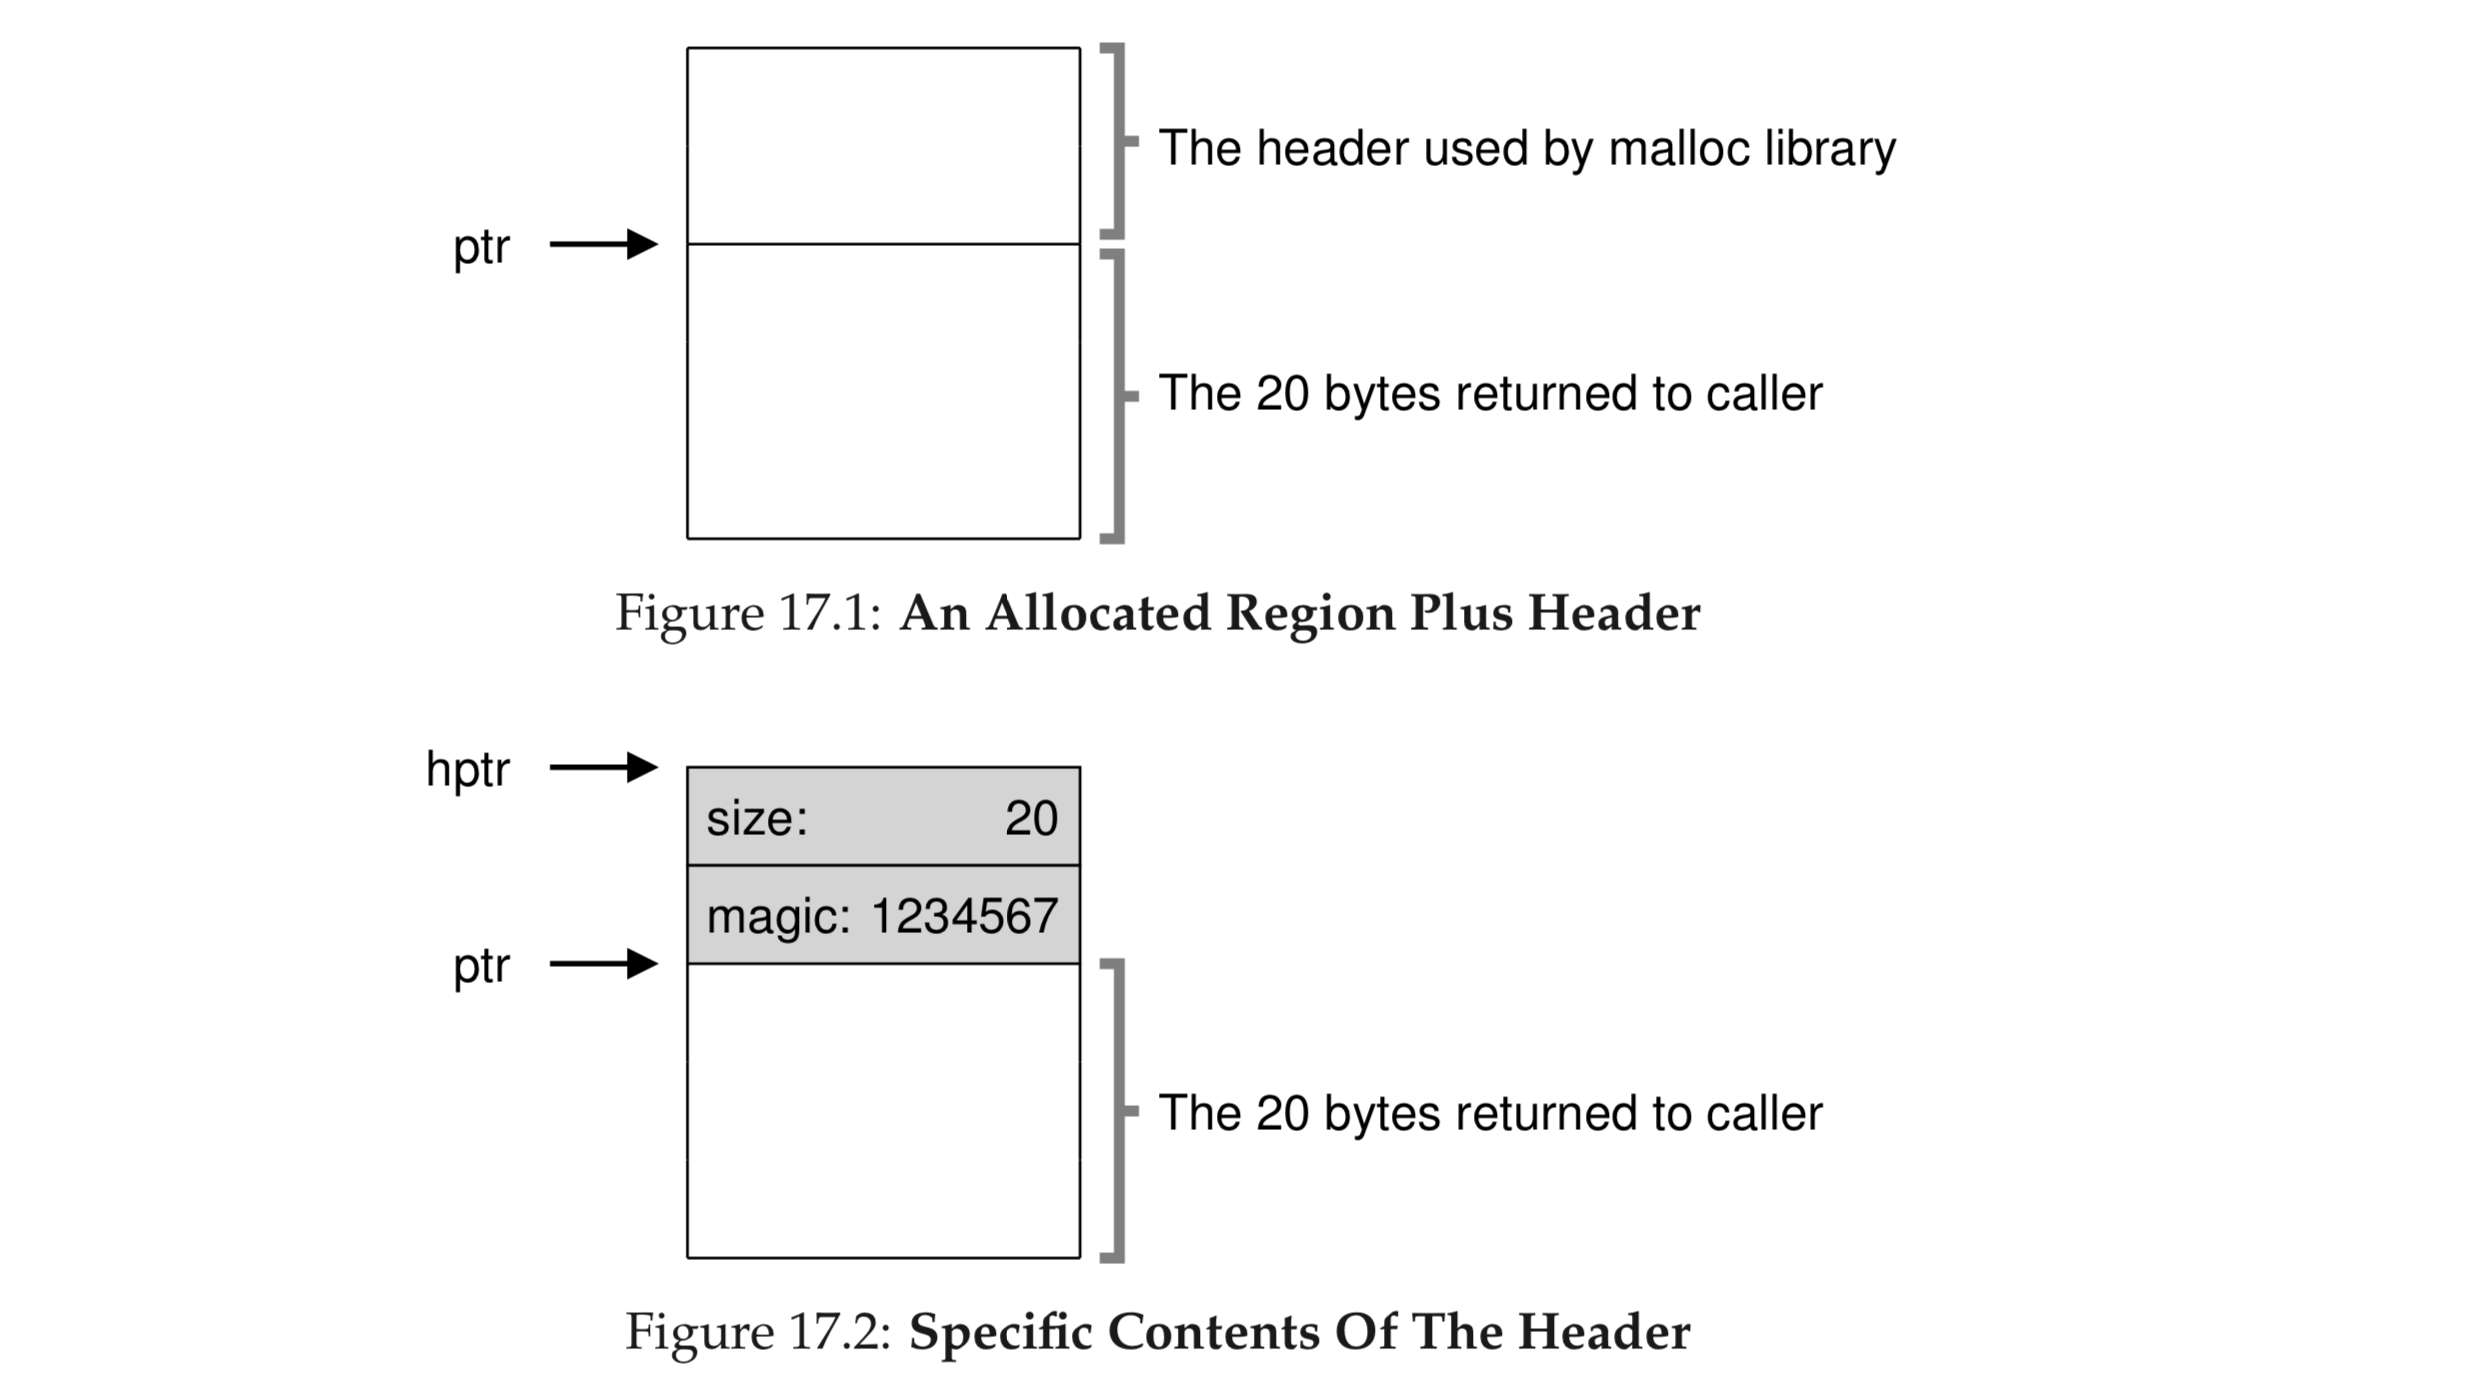 The header used by malloc library
ptr
The 20 bytes returned to caller
Figure 17.1: An Allocated Region Plus Header
hptr
size: 20
magic: 1234567
ptr
The 20 bytes returned to caller
Figure 17.2: Specific Contents Of The Header